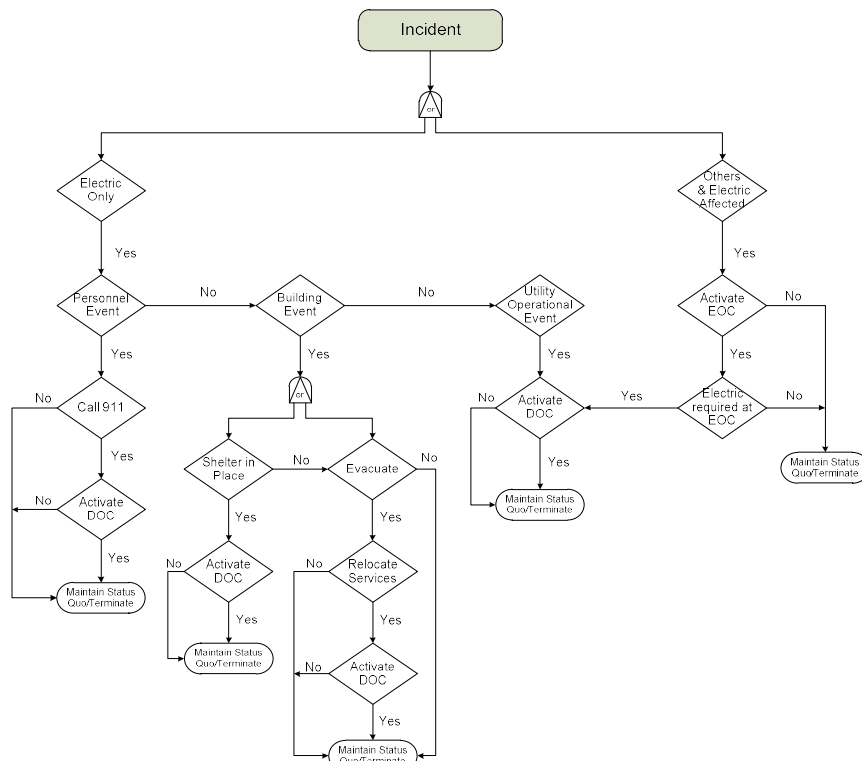 Incident
or
Electric
Only
Others
& Electric
Affected
Yes
Yes
Personnel
Event
No
Building
Event
No
Utility
Operational
Event
Activate
EOC
No
Yes
Yes
Yes
Yes
or
No
Call 911
No
Activate
DOC
Yes
Electric
required at
EOC
No
Yes
Shelter in
Place
No
Evacuate
No
Yes
Maintain Status
Quo/Terminate
No
Activate
DOC
Maintain Status
Quo/Terminate
Yes
Yes
Yes
No
Activate
DOC
No
Relocate
Services
Maintain Status
Quo/Terminate
Yes
Yes
Maintain Status
Quo/Terminate
No
Activate
DOC
Yes
Maintain Status
Quo/Terminate